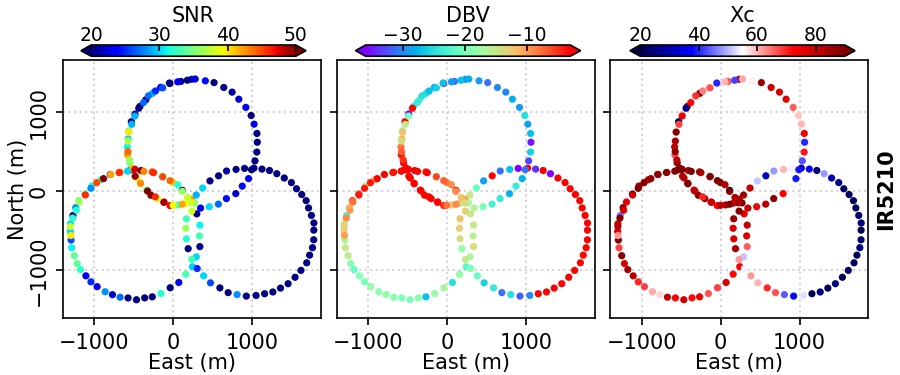 SNR DBV Xc
20 30 40 50 −30 −20 −10 20 40 60 80
North (m)
1000
0
−1000
IR5210
−1000 0 1000 −1000 0 1000 −1000 0 1000
East (m) East (m) East (m)